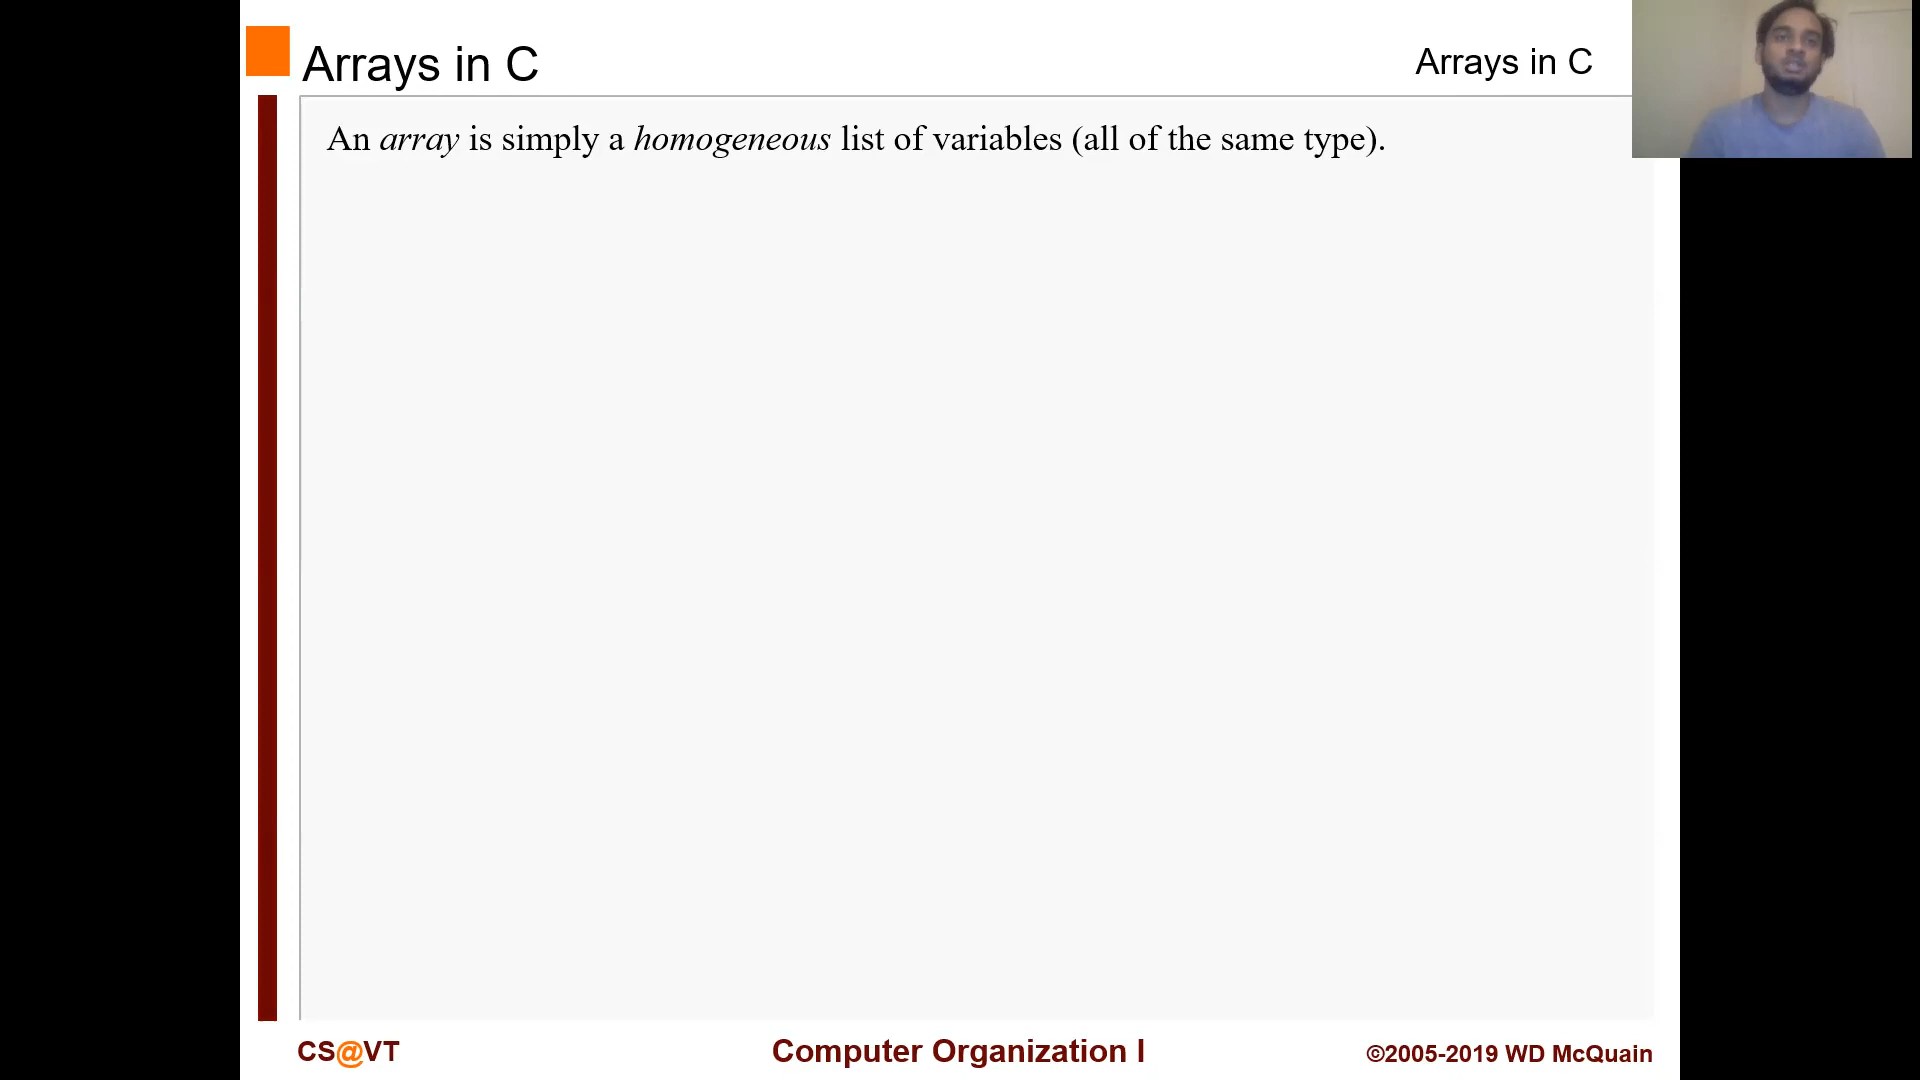 Arrays in C
Arrays in C
An array is simply a homogeneous list of variables (all of the same type).
CS@VT
Computer Organization I
©2005-2019 WD McQuain